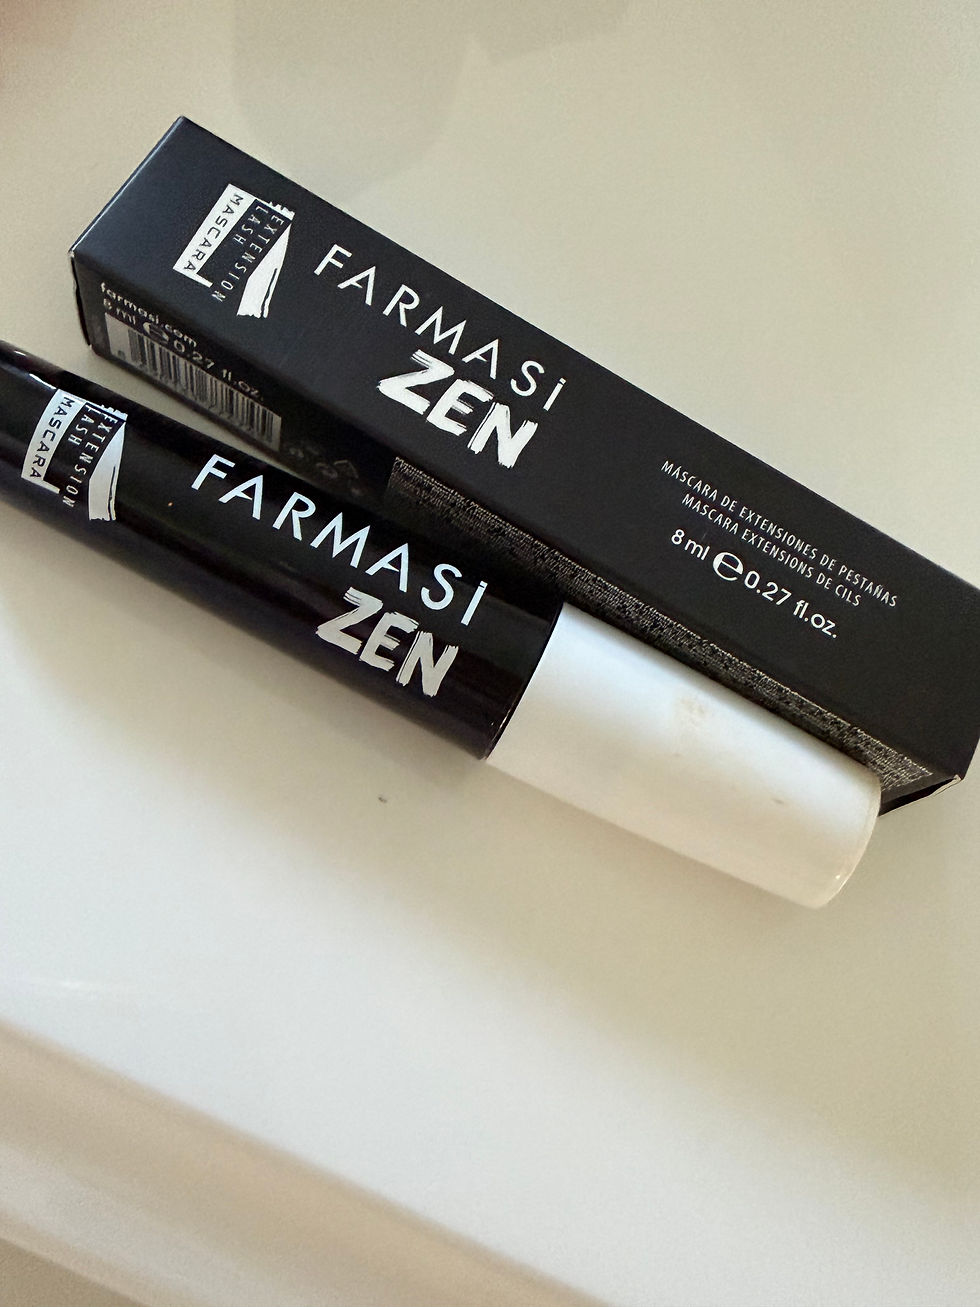 EXTENSION
LASH
MASCARA
FARMASi
ZEN
MÁSCARA DE EXTENSIONES DE PESTAÑAS
MASCARA EXTENSIONS DE CILS
8 ml e 0.27 fl.oz.
farmasi.com
8 ml e 0.27 fl.oz.
EXTENSION
LASH
MASCARA
FARMASi
ZEN